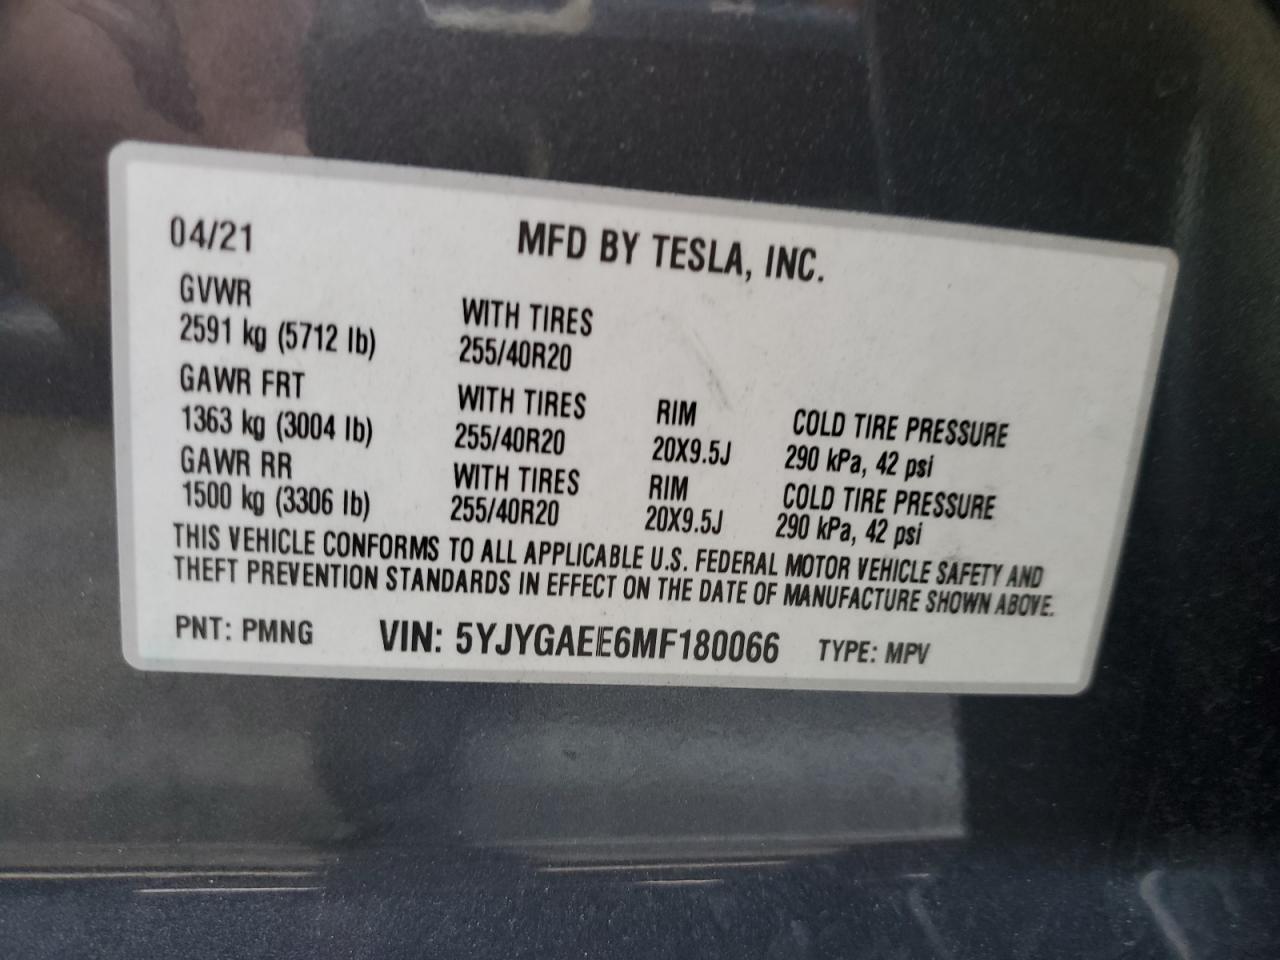 04/21 MFD BY TESLA, INC.
GVWR WITH TIRES
2591 kg (5712 lb) 255/40R20
GAWR FRT WITH TIRES RIM COLD TIRE PRESSURE
1363 kg (3004 lb) 255/40R20 20X9.5J 290 kPa, 42 psi
GAWR RR WITH TIRES RIM COLD TIRE PRESSURE
1500 kg (3306 lb) 255/40R20 20X9.5J 290 kPa, 42 psi
THIS VEHICLE CONFORMS TO ALL APPLICABLE U.S. FEDERAL MOTOR VEHICLE SAFETY AND
THEFT PREVENTION STANDARDS IN EFFECT ON THE DATE OF MANUFACTURE SHOWN ABOVE.
PNT: PMNG VIN: 5YJYGAEE6MF180066 TYPE: MPV